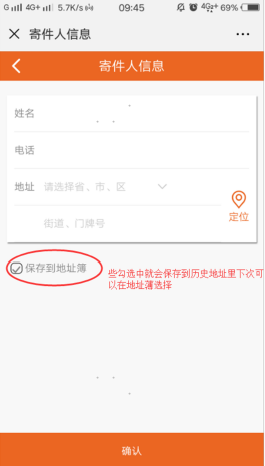 G 4G+ 5.7K/s 09:45 4G+ 69%
寄件人信息
寄件人信息
姓名
电话
地址 请选择省、市、区
定位
街道、门牌号
保存到地址簿
些勾选中就会保存到历史地址里下次可
以在地址薄选择
确认